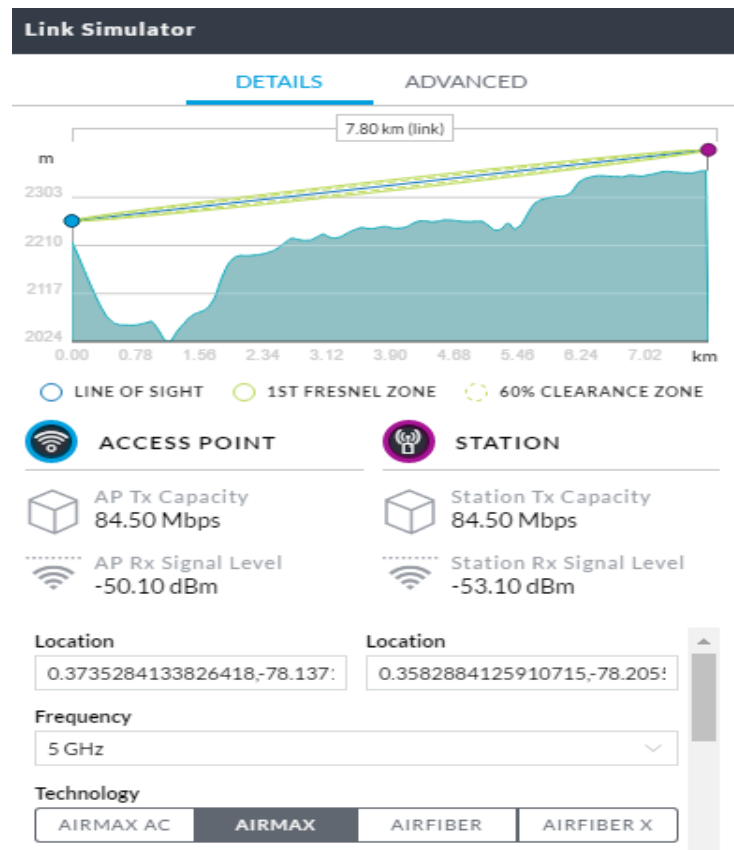 Link Simulator
DETAILS ADVANCED
7.80 km (link)
m
2303
2210
2117
2024
0.00 0.78 1.56 2.34 3.12 3.90 4.68 5.46 6.24 7.02 km
LINE OF SIGHT 1ST FRESNEL ZONE 60% CLEARANCE ZONE
ACCESS POINT STATION
AP Tx Capacity Station Tx Capacity
84.50 Mbps 84.50 Mbps
AP Rx Signal Level Station Rx Signal Level
-50.10 dBm -53.10 dBm
Location Location
0.3735284133826418,-78.137: 0.3582884125910715,-78.205
Frequency
5 GHz
Technology
AIRMAX AC AIRMAX AIRFIBER AIRFIBER X